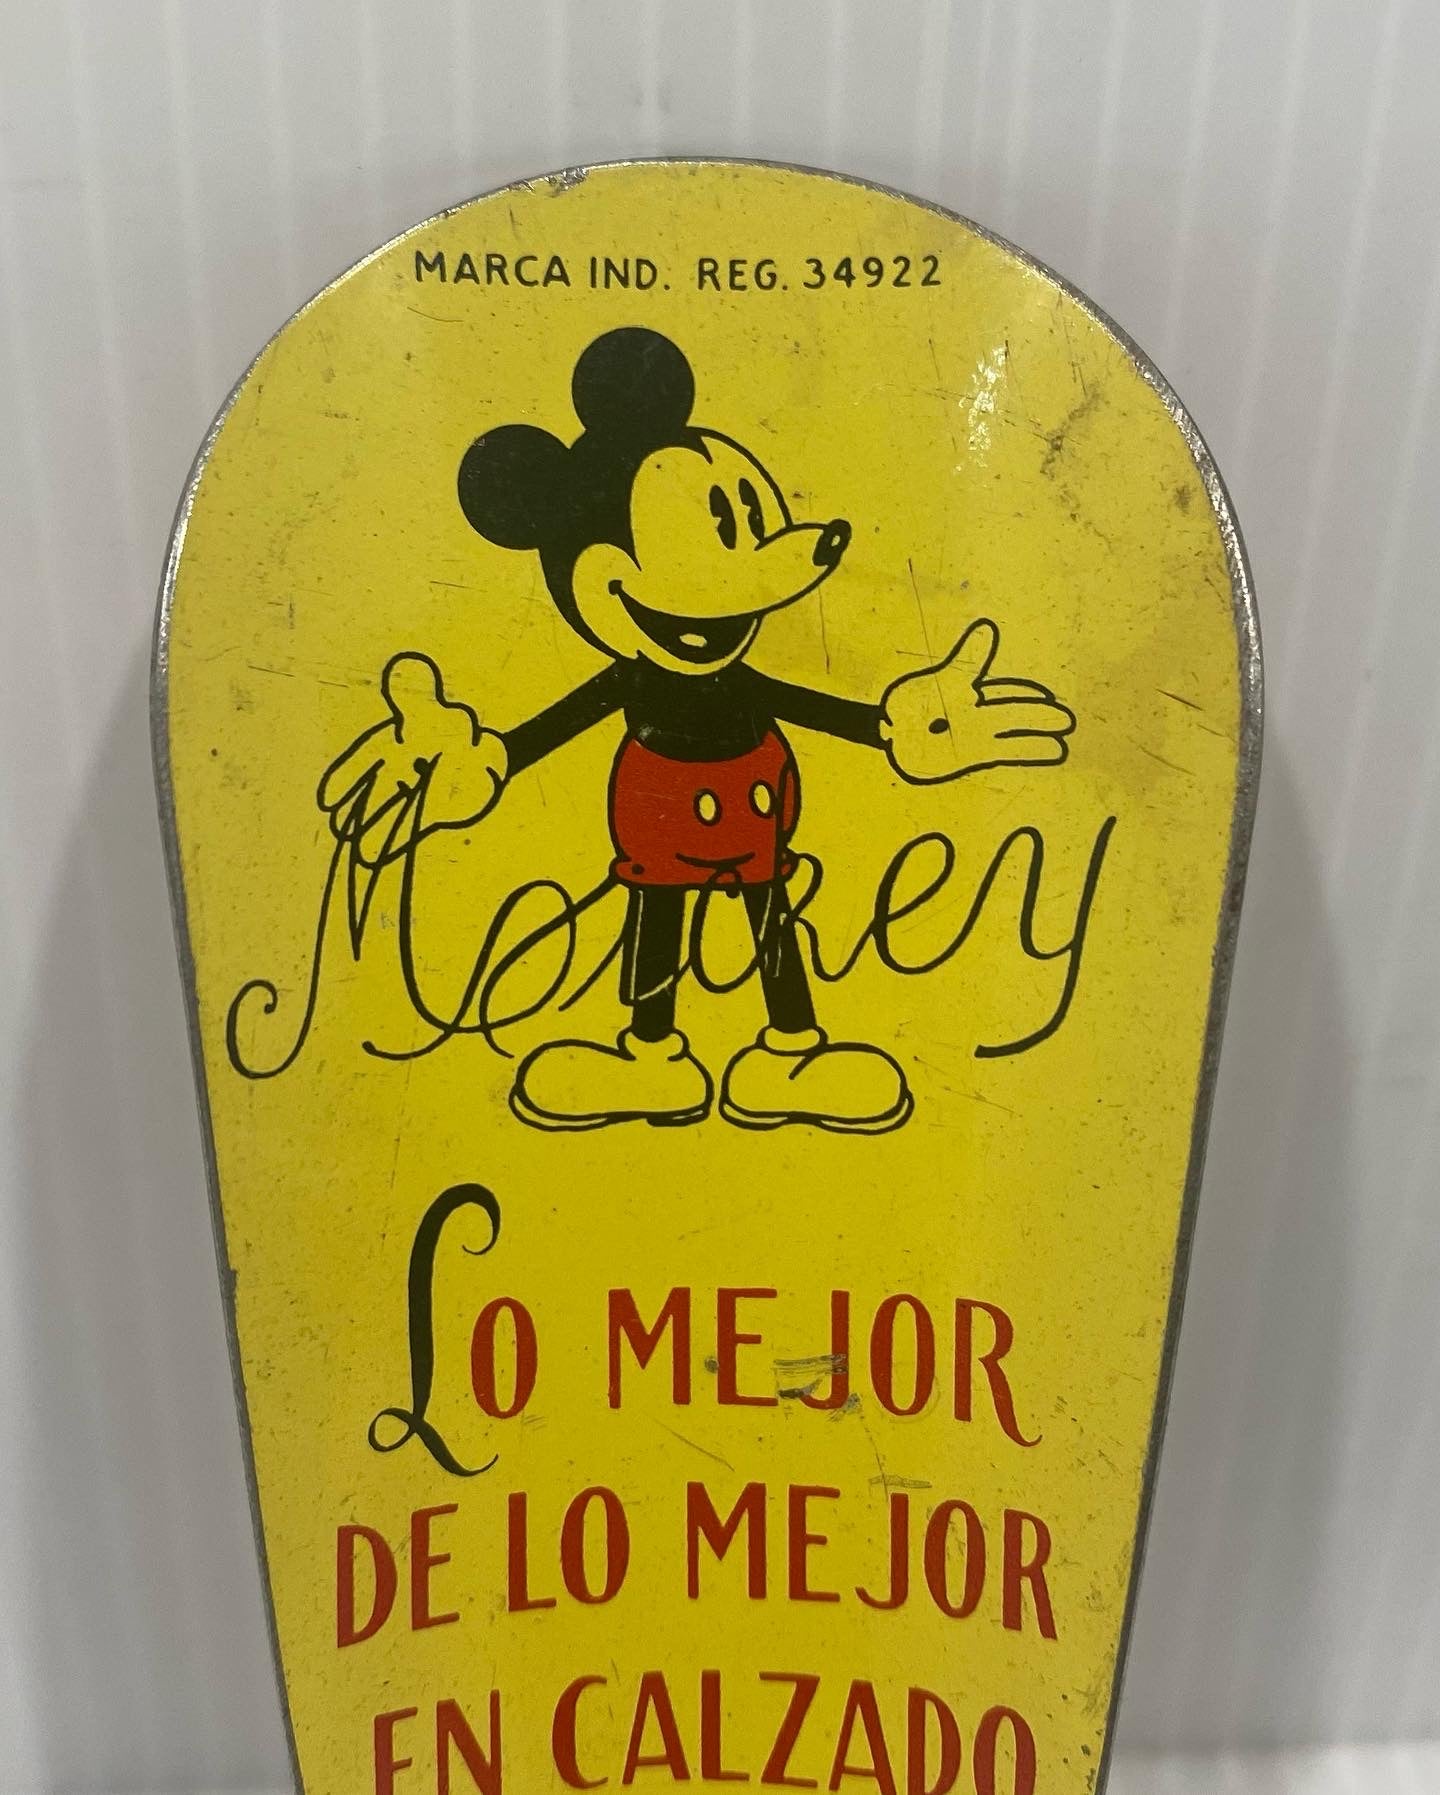 MARCA IND. REG. 34922
Mickey
Lo MEJOR
DE LO MEJOR
EN CALZADO